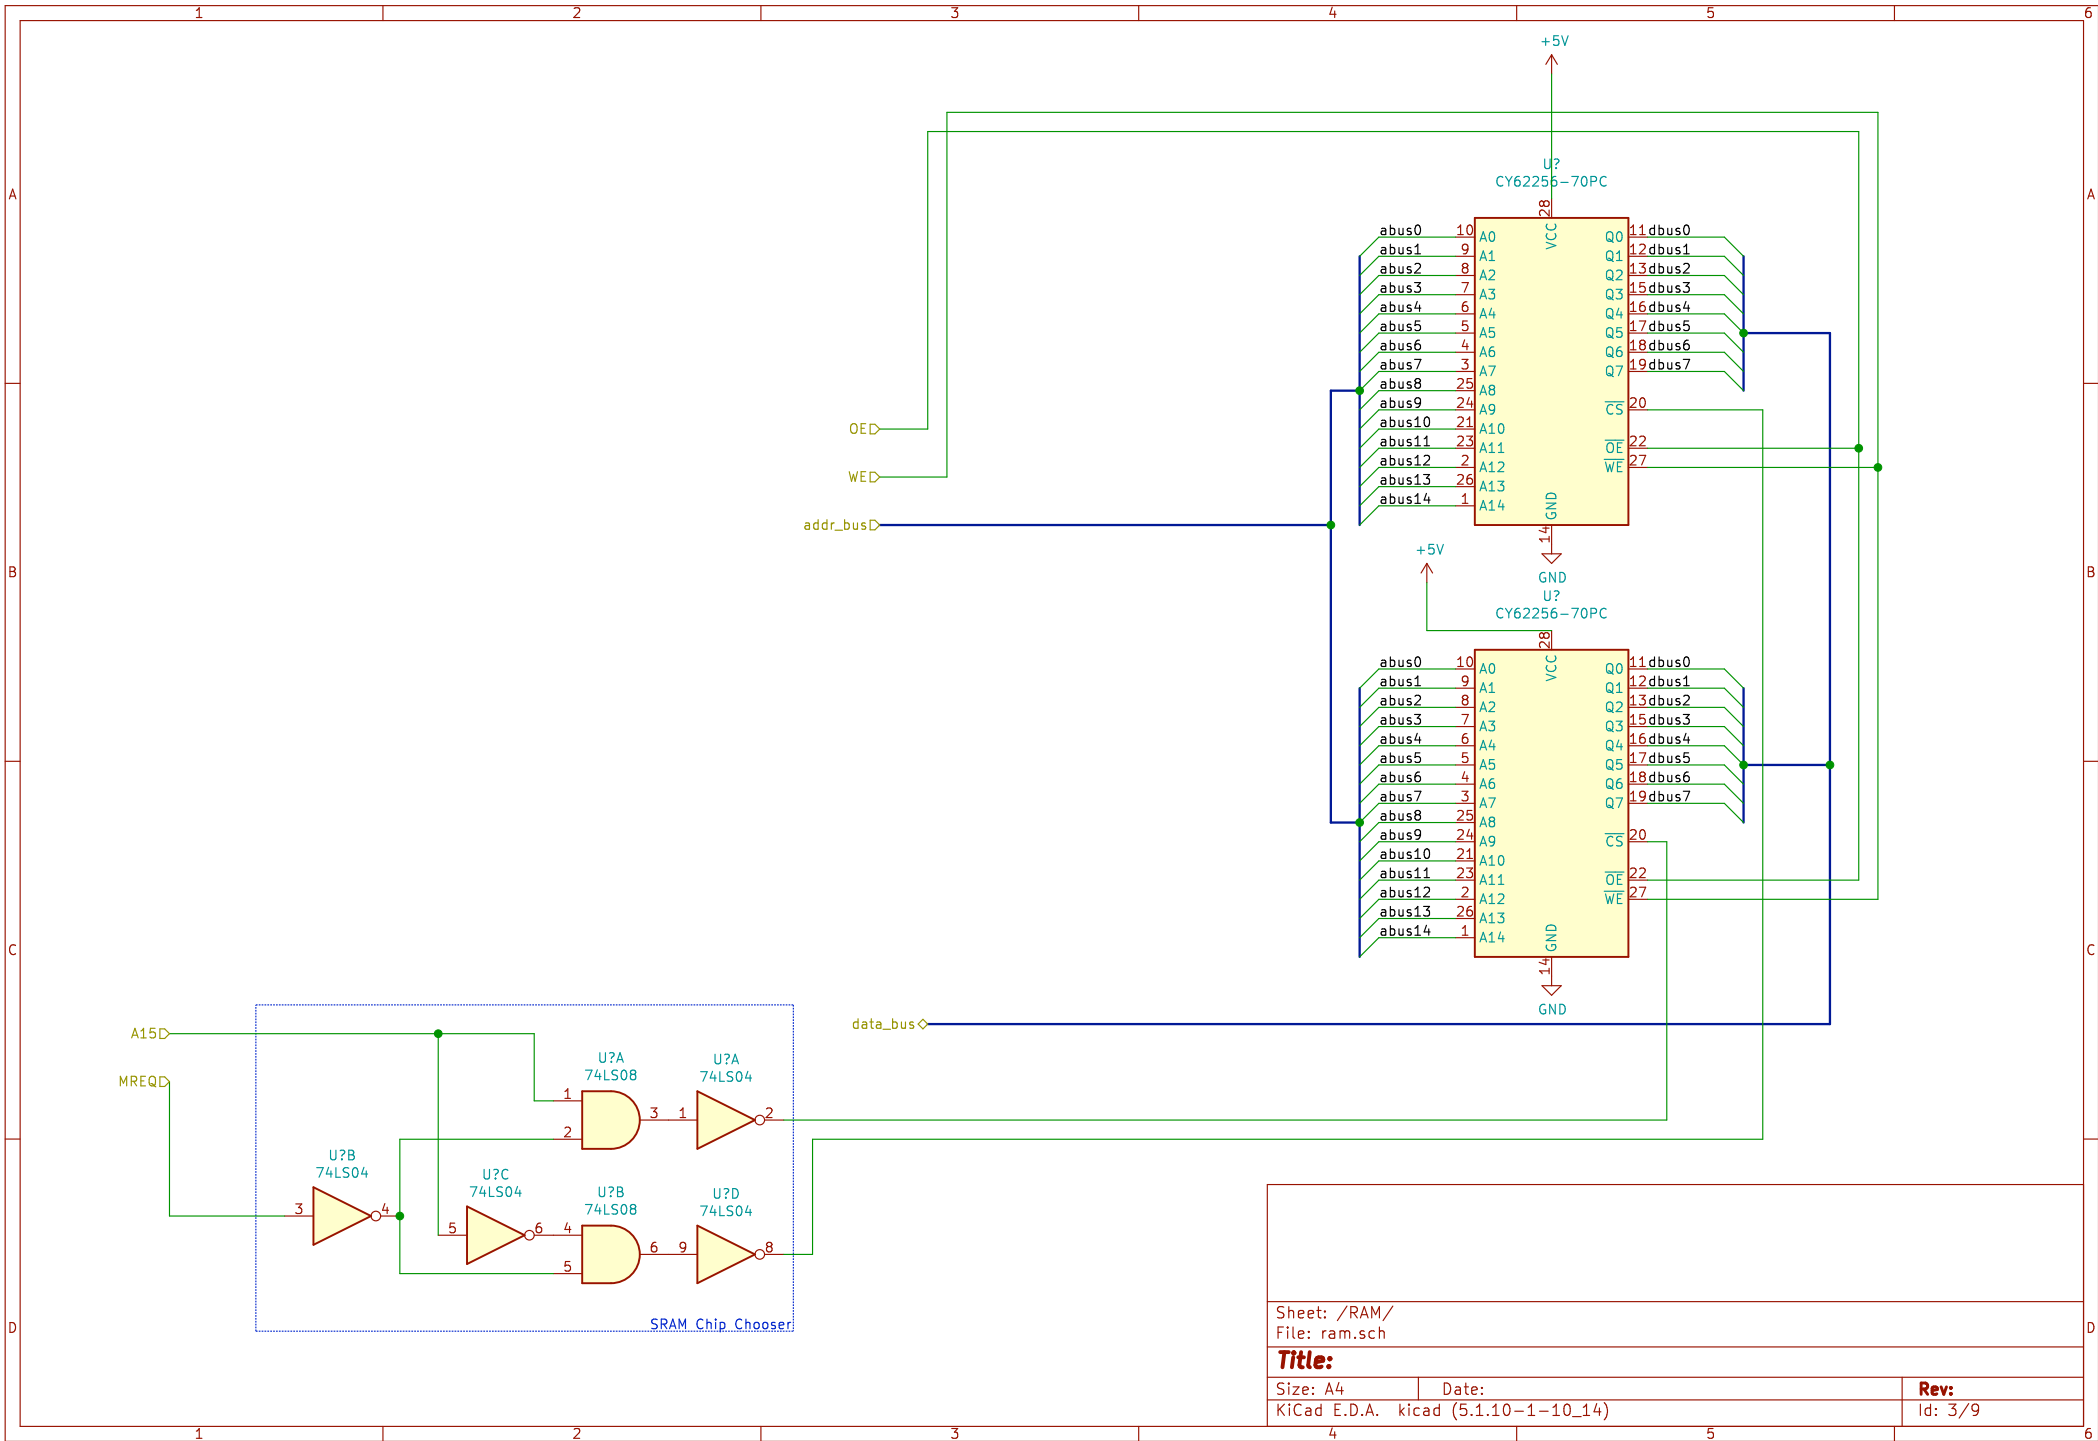 1 2 3 4 5 6
A A
B B
C C
D D
1 2 3 4 5 6
+5V
U?
CY62256-70PC
28
VCC
abus0 10 A0 Q0 11 dbus0
abus1 9 A1 Q1 12 dbus1
abus2 8 A2 Q2 13 dbus2
abus3 7 A3 Q3 15 dbus3
abus4 6 A4 Q4 16 dbus4
abus5 5 A5 Q5 17 dbus5
abus6 4 A6 Q6 18 dbus6
abus7 3 A7 Q7 19 dbus7
abus8 25 A8
abus9 24 A9 CS 20
abus10 21 A10
abus11 23 A11 OE 22
abus12 2 A12 WE 27
abus13 26 A13
abus14 1 A14
GND
14
GND
OE
WE
addr_bus
+5V
U?
CY62256-70PC
28
VCC
abus0 10 A0 Q0 11 dbus0
abus1 9 A1 Q1 12 dbus1
abus2 8 A2 Q2 13 dbus2
abus3 7 A3 Q3 15 dbus3
abus4 6 A4 Q4 16 dbus4
abus5 5 A5 Q5 17 dbus5
abus6 4 A6 Q6 18 dbus6
abus7 3 A7 Q7 19 dbus7
abus8 25 A8
abus9 24 A9 CS 20
abus10 21 A10
abus11 23 A11 OE 22
abus12 2 A12 WE 27
abus13 26 A13
abus14 1 A14
GND
14
GND
data_bus
A15
MREQ
U?A
74LS08
1
2
3
U?A
74LS04
1 2
U?B
74LS04
3 4
U?C
74LS04
5 6
U?B
74LS08
4
5
6
U?D
74LS04
9 8
SRAM Chip Chooser
Sheet: /RAM/
File: ram.sch
Title:
Size: A4 Date: Rev:
KiCad E.D.A. kicad (5.1.10-1-10_14) Id: 3/9